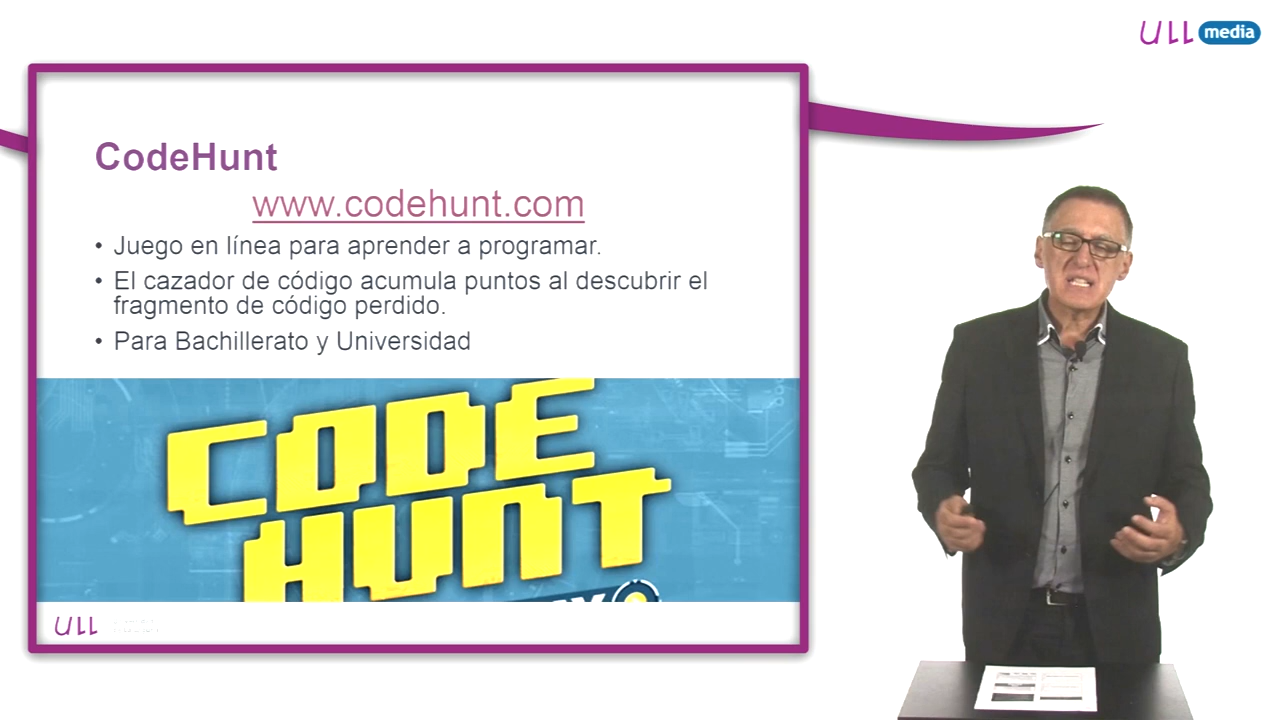 ULL media
CodeHunt
www.codehunt.com
• Juego en línea para aprender a programar.
• El cazador de código acumula puntos al descubrir el
fragmento de código perdido.
• Para Bachillerato y Universidad
CODE
HUNT
ULL